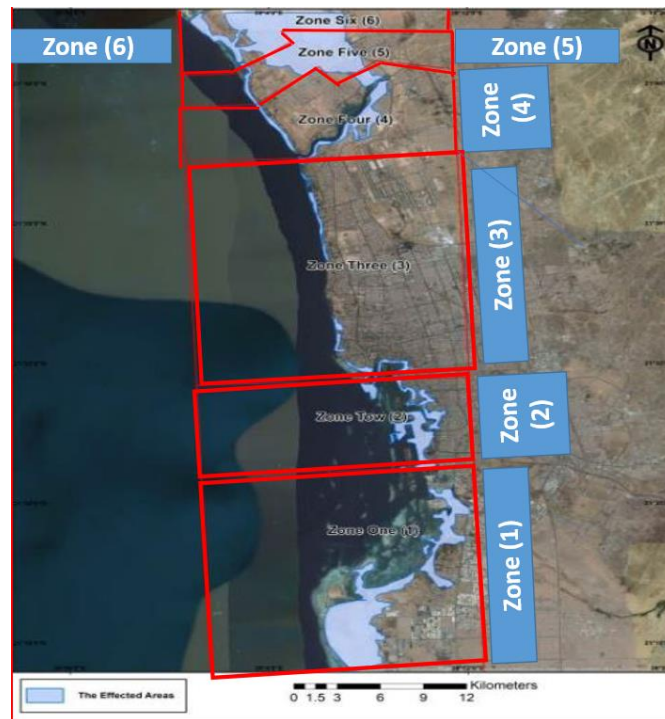 Zone Six (6)
Zone (6)
Zone Five (5)
Zone (5)
N
Zone Four (4)
Zone (4)
Zone Three (3)
Zone (3)
Zone Tow (2)
Zone (2)
Zone One (1)
Zone (1)
The Effected Areas
Kilometers
0 1.5 3 6 9 12